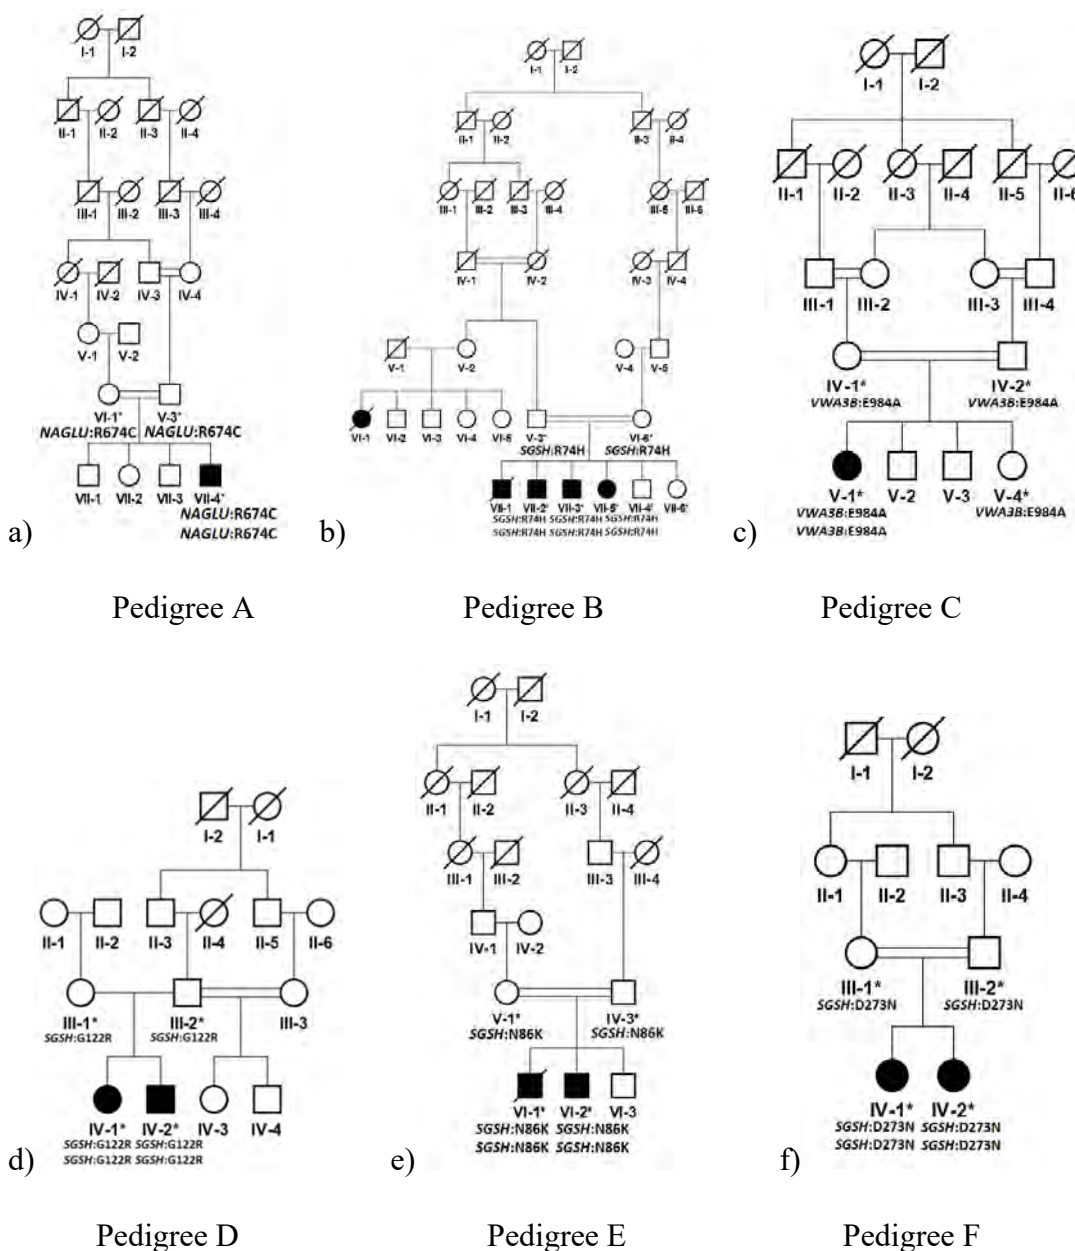 I-1 I-2
II-1 II-2 II-3 II-4
III-1 III-2 III-3 III-4
IV-1 IV-2 IV-3 IV-4
V-1 V-2
VI-1* V-3*
NAGLU:R674C NAGLU:R674C
VII-1 VII-2 VII-3 VII-4*
NAGLU:R674C
NAGLU:R674C
a)
Pedigree A
I-1 I-2
II-1 II-2 II-3 II-4
III-1 III-2 III-3 III-4 III-5 III-6
IV-1 IV-2 IV-3 IV-4
V-1 V-2 V-4 V-5
VI-1 VI-2 VI-3 VI-4 VI-5 V-3* VI-6*
SGSH:R74H SGSH:R74H
VII-1 VII-2* VII-3* VII-5* VII-4* VII-6*
SGSH:R74H SGSH:R74H SGSH:R74H
SGSH:R74H SGSH:R74H SGSH:R74H
b)
Pedigree B
I-1 I-2
II-1 II-2 II-3 II-4 II-5 II-6
III-1 III-2 III-3 III-4
IV-1* IV-2*
VWA3B:E984A VWA3B:E984A
V-1* V-2 V-3 V-4*
VWA3B:E984A VWA3B:E984A
VWA3B:E984A
c)
Pedigree C
I-2 I-1
II-1 II-2 II-3 II-4 II-5 II-6
III-1* III-2* III-3
SGSH:G122R SGSH:G122R
IV-1* IV-2* IV-3 IV-4
SGSH:G122R SGSH:G122R
SGSH:G122R SGSH:G122R
d)
Pedigree D
I-1 I-2
II-1 II-2 II-3 II-4
III-1 III-2 III-3 III-4
IV-1 IV-2
V-1* IV-3*
SGSH:N86K SGSH:N86K
VI-1* VI-2* VI-3
SGSH:N86K SGSH:N86K
SGSH:N86K SGSH:N86K
e)
Pedigree E
I-1 I-2
II-1 II-2 II-3 II-4
III-1* III-2*
SGSH:D273N SGSH:D273N
IV-1* IV-2*
SGSH:D273N SGSH:D273N
SGSH:D273N SGSH:D273N
f)
Pedigree F